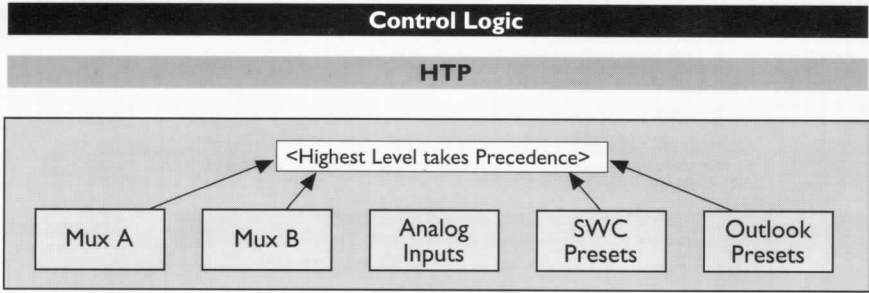 Control Logic
HTP
<Highest Level takes Precedence>
Mux A
Mux B
Analog
Inputs
SWC
Presets
Outlook
Presets